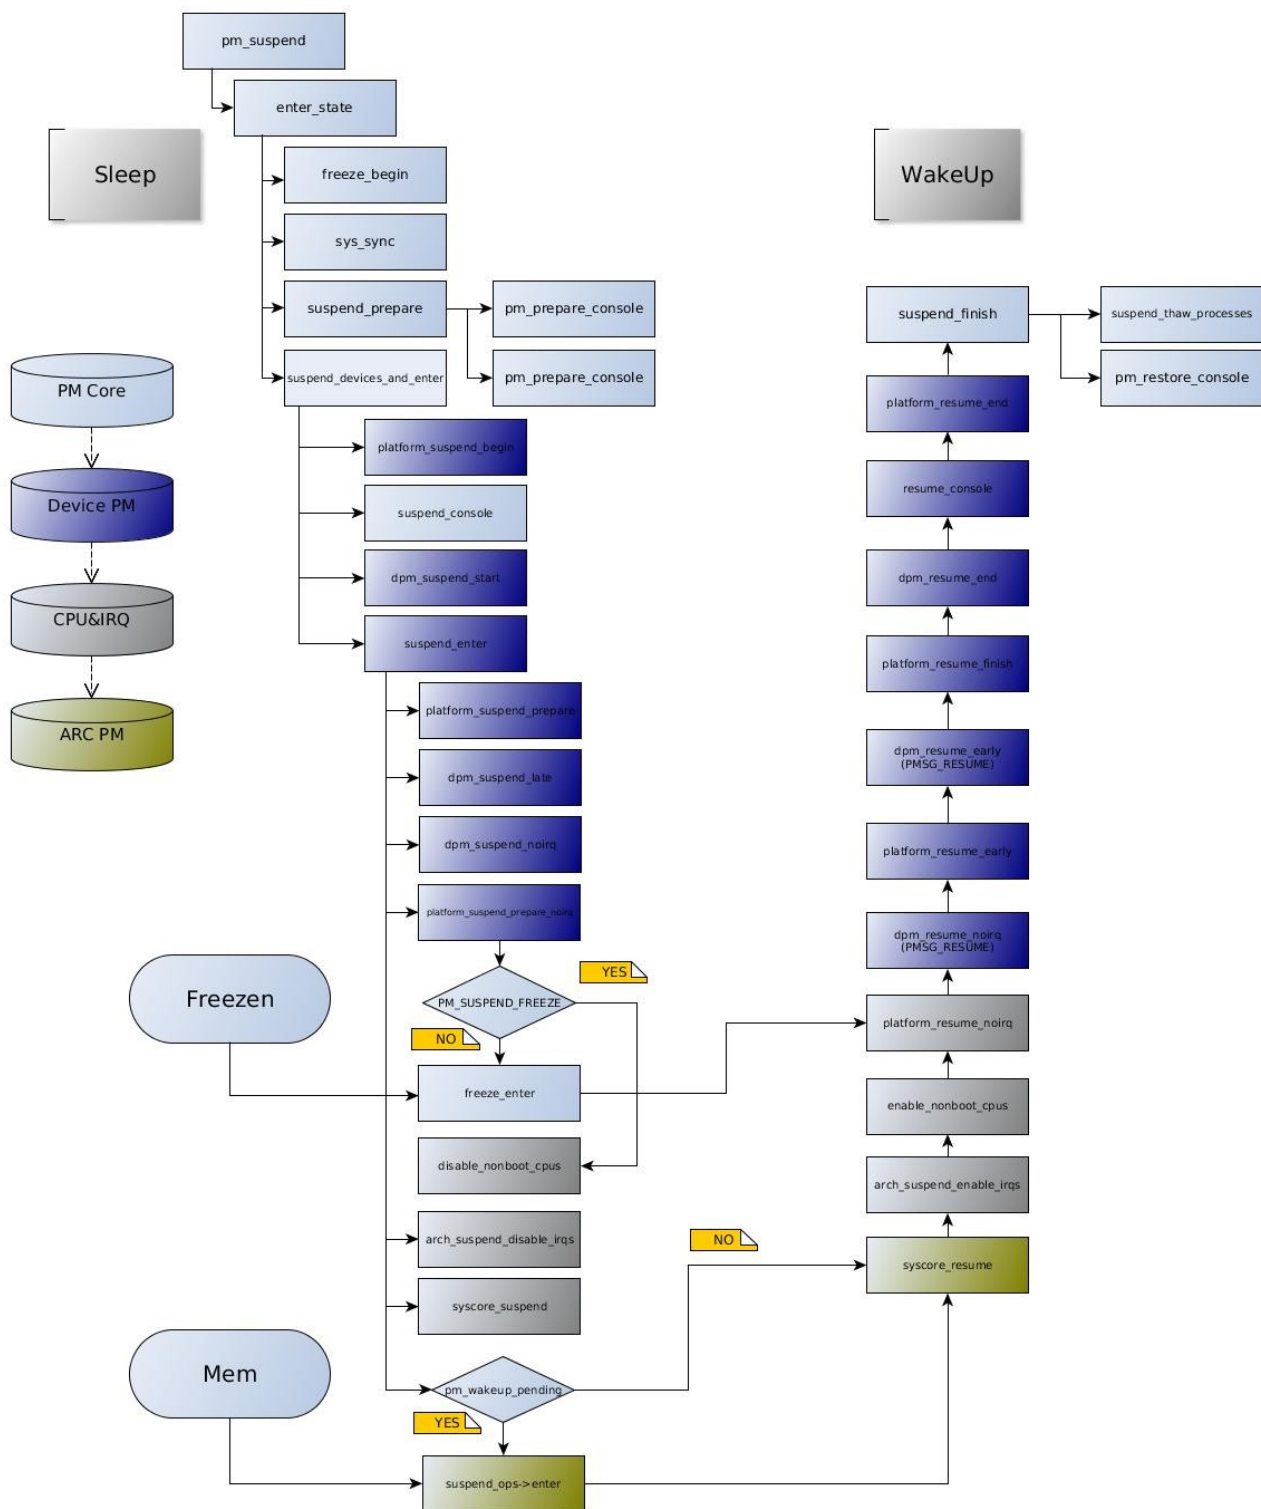 pm_suspend
enter_state
Sleep
WakeUp
freeze_begin
sys_sync
suspend_prepare
pm_prepare_console
pm_prepare_console
suspend_devices_and_enter
suspend_finish
suspend_thaw_processes
pm_restore_console
PM Core
Device PM
CPU&IRQ
ARC PM
platform_suspend_begin
suspend_console
dpm_suspend_start
suspend_enter
platform_suspend_prepare
dpm_suspend_late
dpm_suspend_noirq
platform_suspend_prepare_noirq
platform_resume_end
resume_console
dpm_resume_end
platform_resume_finish
dpm_resume_early
(PMSG_RESUME)
platform_resume_early
dpm_resume_noirq
(PMSG_RESUME)
platform_resume_noirq
enable_nonboot_cpus
arch_suspend_enable_irqs
syscore_resume
Freezen
PM_SUSPEND_FREEZE
YES
NO
freeze_enter
disable_nonboot_cpus
arch_suspend_disable_irqs
syscore_suspend
NO
Mem
pm_wakeup_pending
YES
suspend_ops->enter